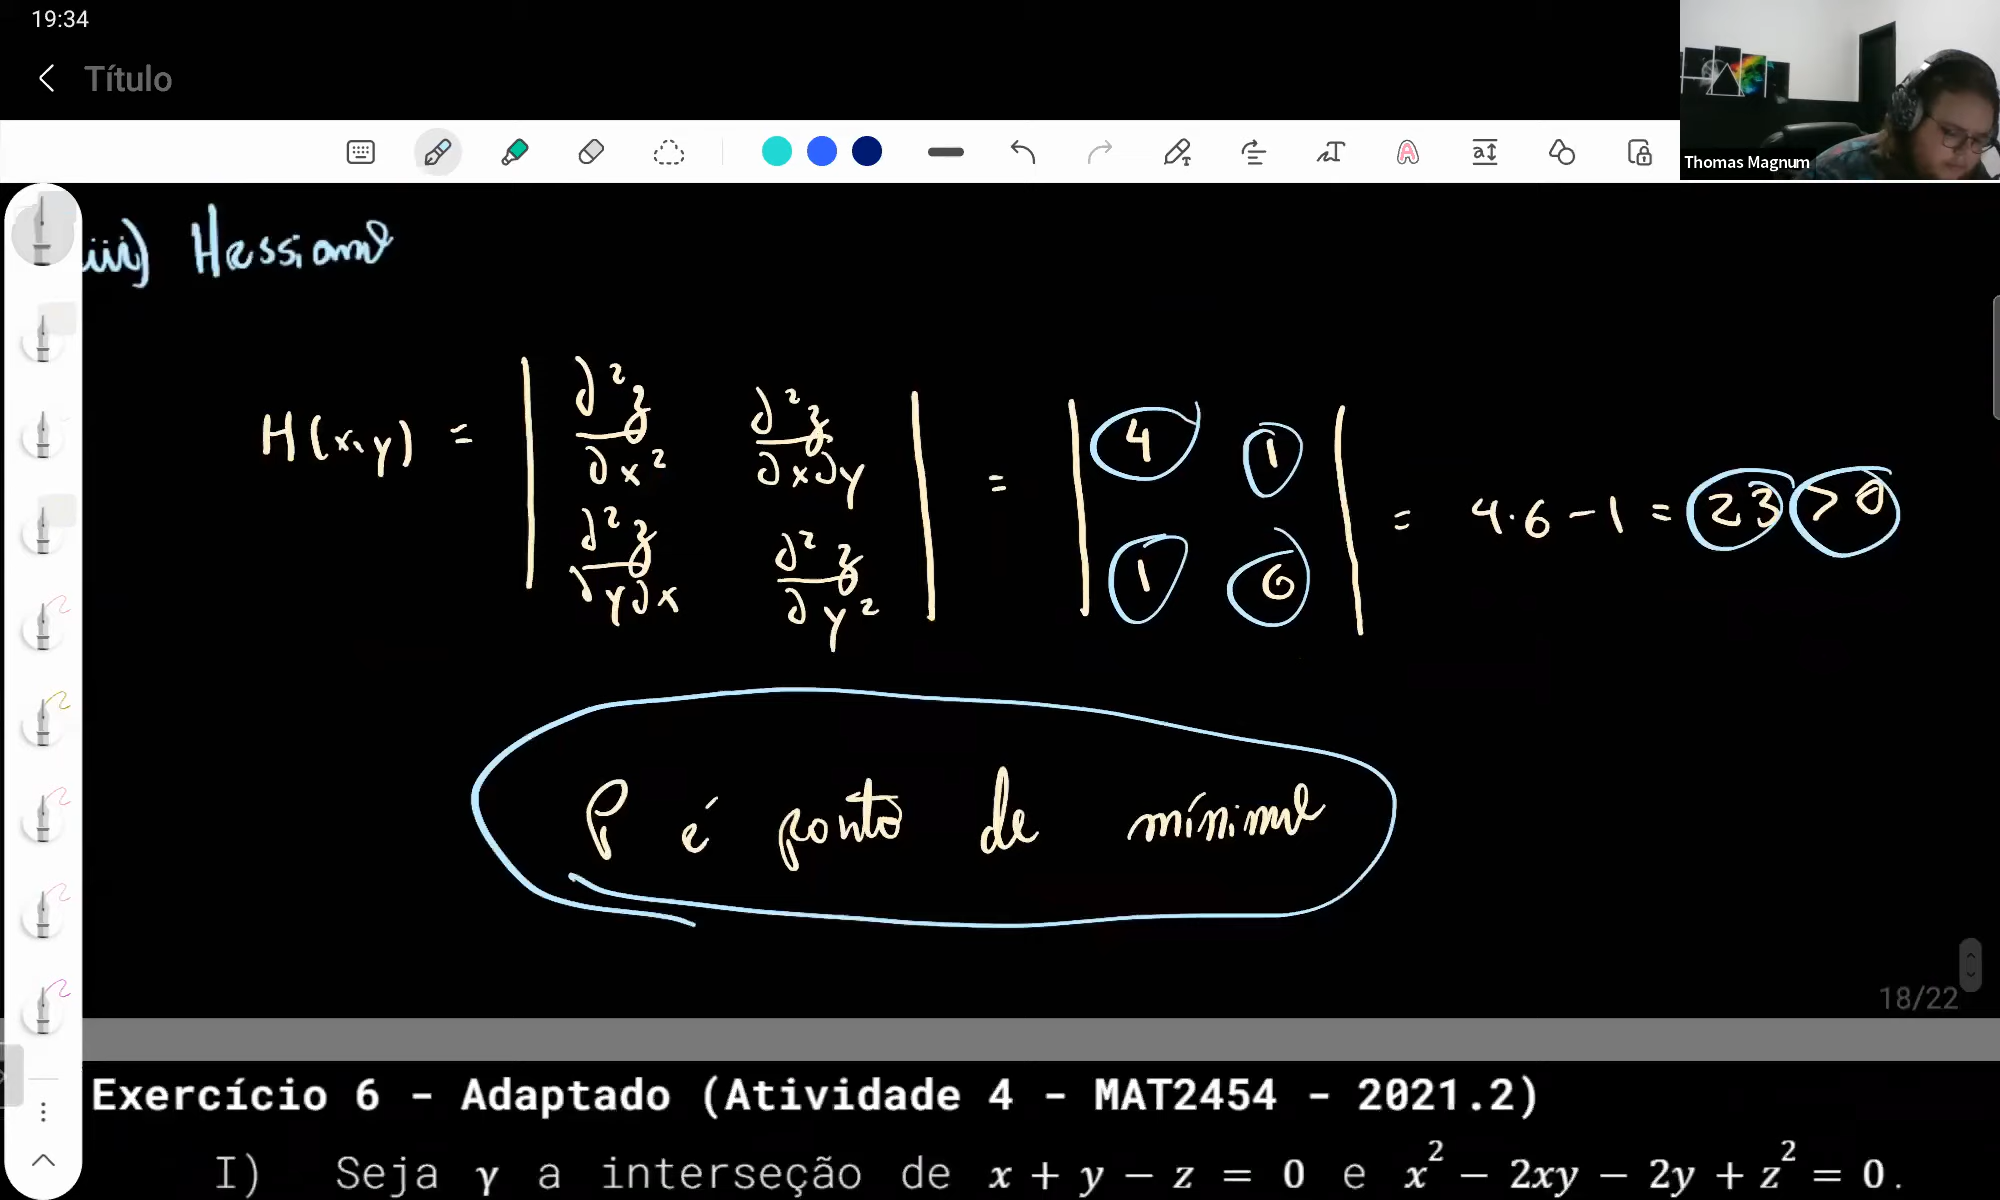 19:34
Título
Thomas Magnum
iii) Hessiano
H(x,y) = | ∂²z/∂x² ∂²z/∂x∂y ; ∂²z/∂y∂x ∂²z/∂y² | = | 4 1 ; 1 6 | = 4·6-1 = 23 > 0
P é ponto de mínimo
18/22
Exercício 6 - Adaptado (Atividade 4 - MAT2454 - 2021.2)
I) Seja γ a interseção de x + y − z = 0 e x² − 2xy − 2y + z² = 0.